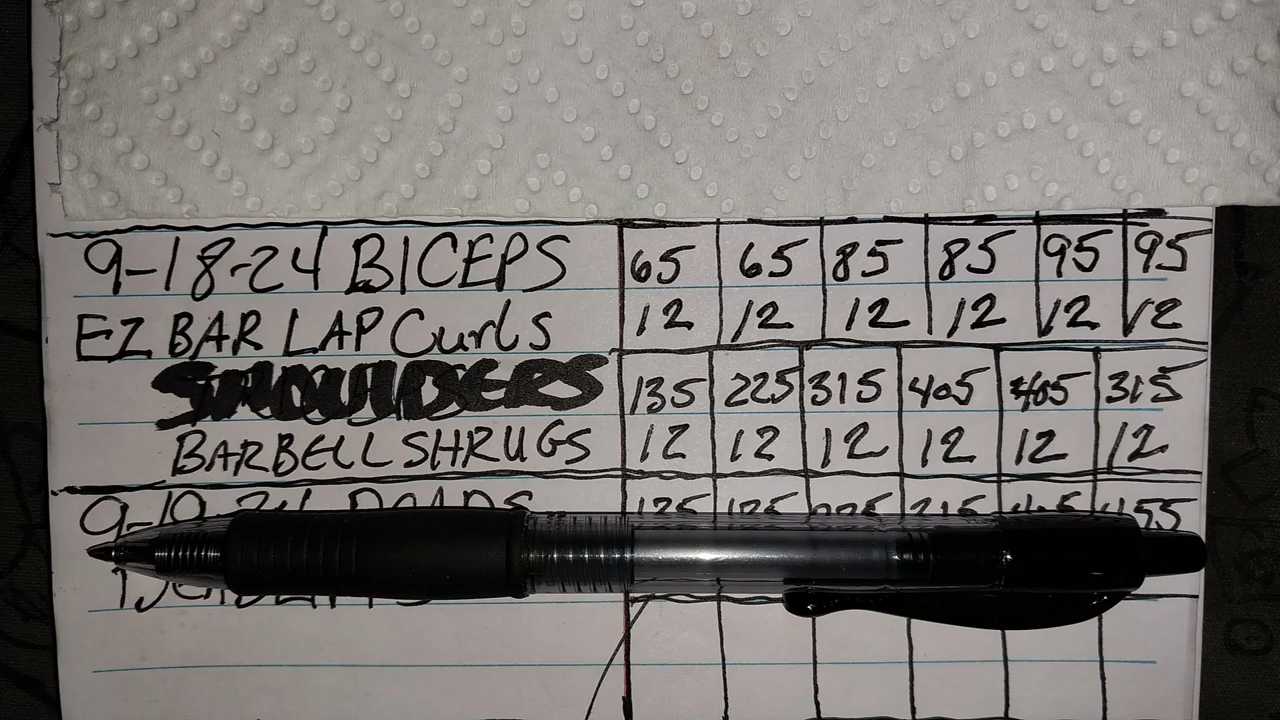 9-18-24 BICEPS 65 65 85 85 95 95
EZ BAR LAP Curls 12 12 12 12 12 12
135 225 315 405 405 315
BARBELL SHRUGS 12 12 12 12 12 12